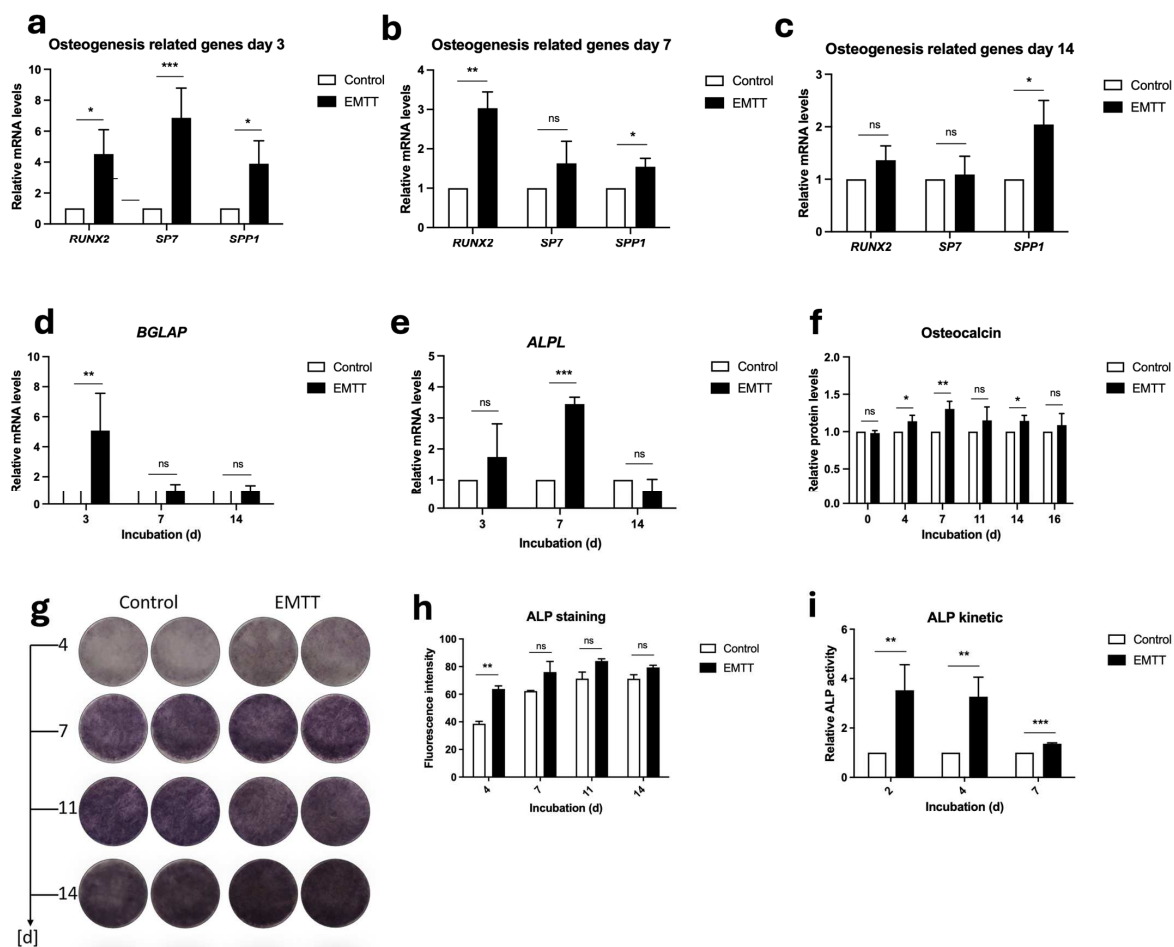 a
Osteogenesis related genes day 3
Relative mRNA levels
10
8
6
4
2
0
*
***
*
RUNX2
SP7
SPP1
Control
EMTT
b
Osteogenesis related genes day 7
Relative mRNA levels
4
3
2
1
0
**
ns
*
RUNX2
SP7
SPP1
Control
EMTT
c
Osteogenesis related genes day 14
Relative mRNA levels
3
2
1
0
ns
ns
*
RUNX2
SP7
SPP1
Control
EMTT
d
BGLAP
Relative mRNA levels
10
8
6
4
2
0
**
ns
ns
3
7
14
Incubation (d)
Control
EMTT
e
ALPL
Relative mRNA levels
5
4
3
2
1
0
ns
***
ns
3
7
14
Incubation (d)
Control
EMTT
f
Osteocalcin
Relative protein levels
2.0
1.5
1.0
0.5
0.0
ns
*
**
ns
*
ns
0
4
7
11
14
16
Incubation (d)
Control
EMTT
g
Control
EMTT
4
7
11
14
[d]
h
ALP staining
Fluorescence intensity
100
80
60
40
20
0
**
ns
ns
ns
4
7
11
14
Incubation (d)
Control
EMTT
i
ALP kinetic
Relative ALP activity
6
4
2
0
**
**
***
2
4
7
Incubation (d)
Control
EMTT